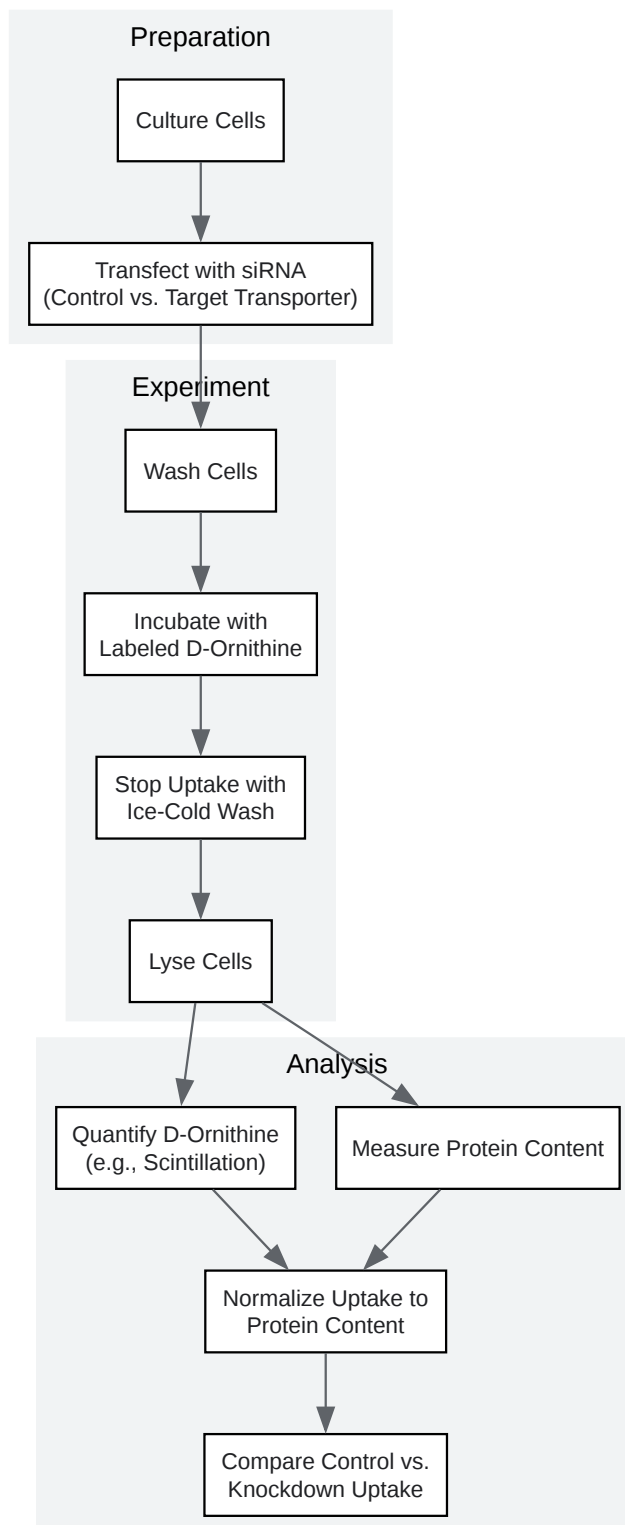 Preparation
Culture Cells
Transfect with siRNA
(Control vs. Target Transporter)
Experiment
Wash Cells
Incubate with
Labeled D-Ornithine
Stop Uptake with
Ice-Cold Wash
Lyse Cells
Analysis
Quantify D-Ornithine
(e.g., Scintillation)
Measure Protein Content
Normalize Uptake to
Protein Content
Compare Control vs.
Knockdown Uptake